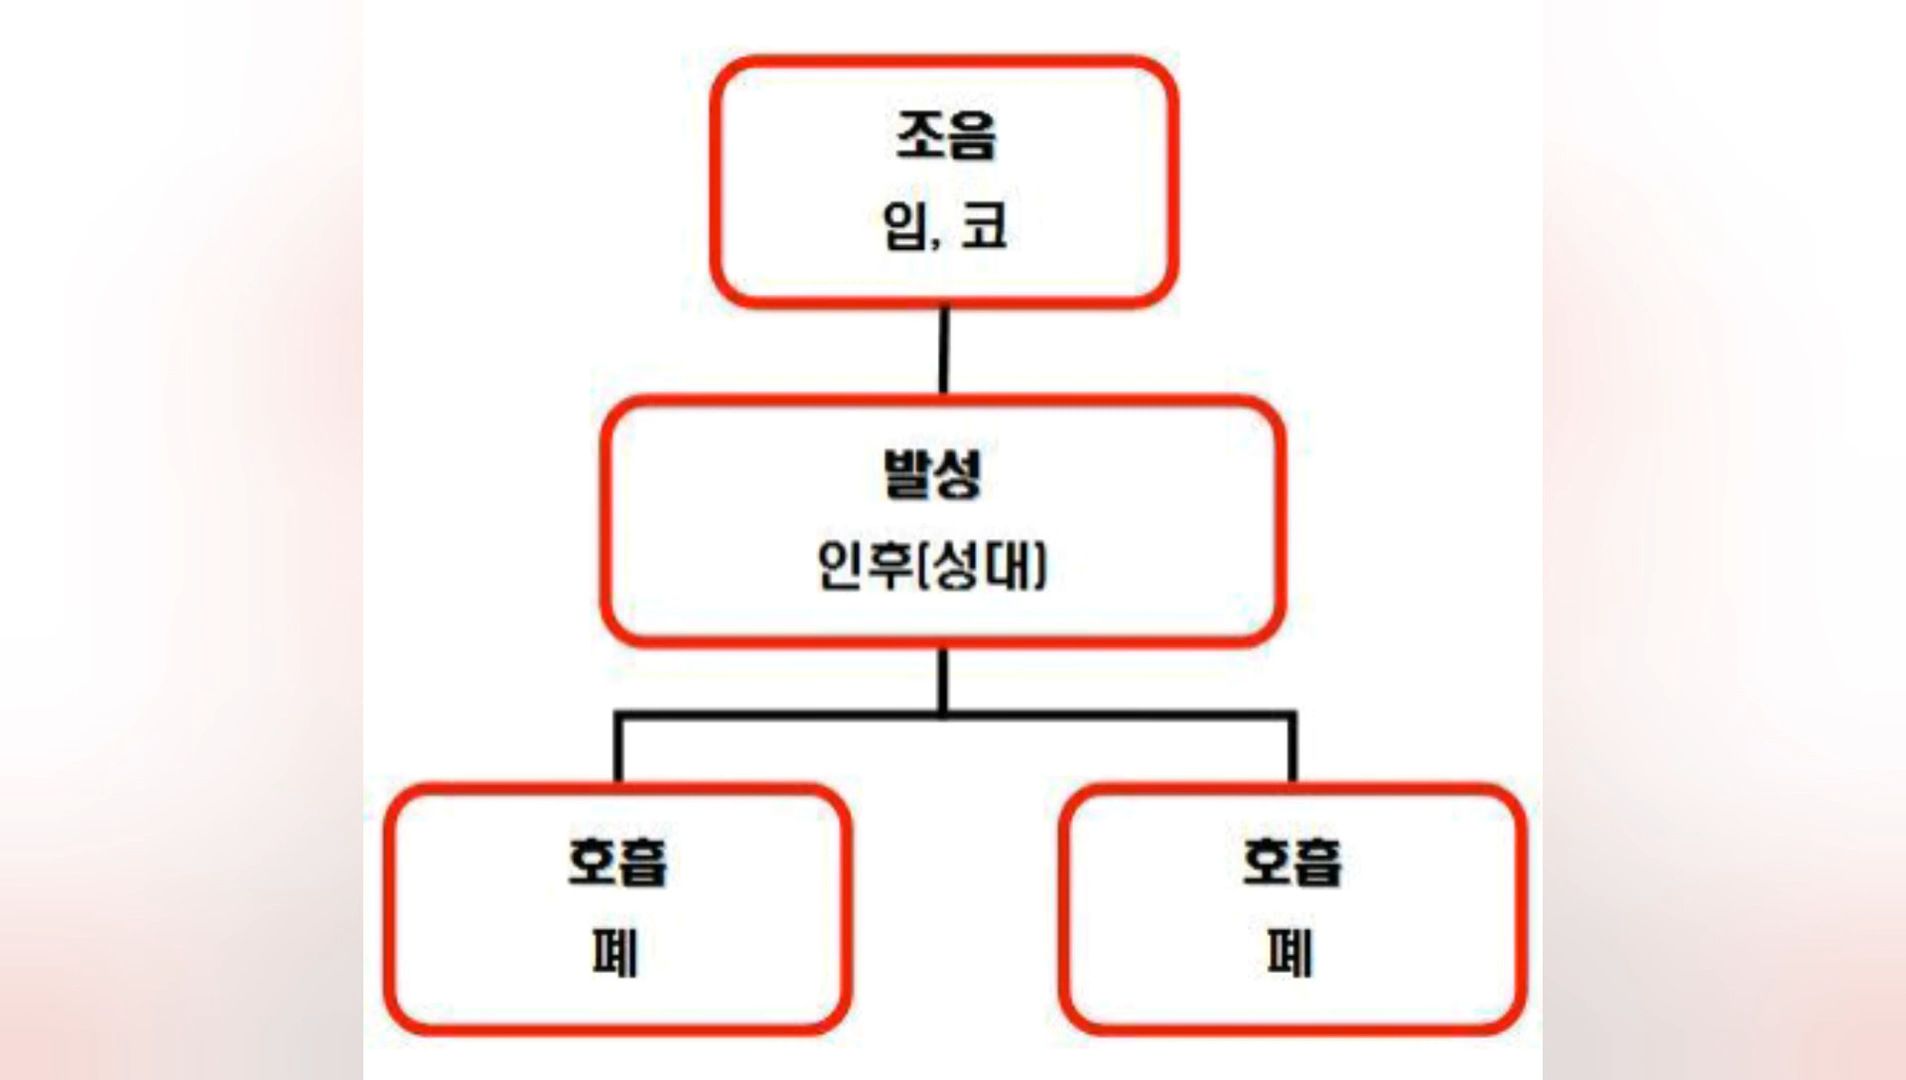 조음
입, 코
발성
인후(성대)
호흡
폐
호흡
폐